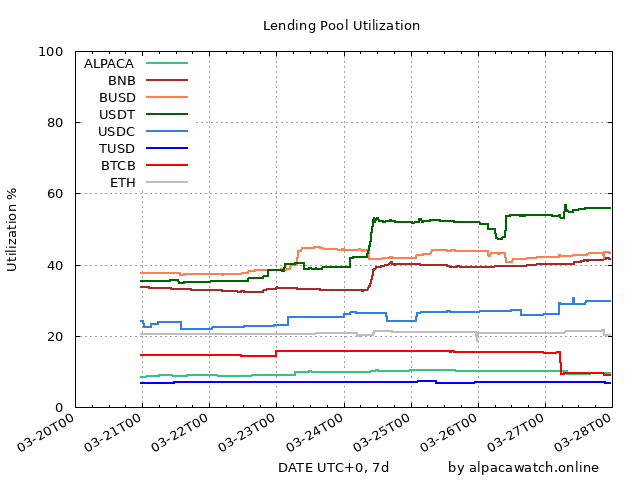 Lending Pool Utilization
100
80
60
40
20
0
Utilization %
ALPACA
BNB
BUSD
USDT
USDC
TUSD
BTCB
ETH
03-20T00
03-21T00
03-22T00
03-23T00
03-24T00
03-25T00
03-26T00
03-27T00
03-28T00
DATE UTC+0, 7d
by alpacawatch.online